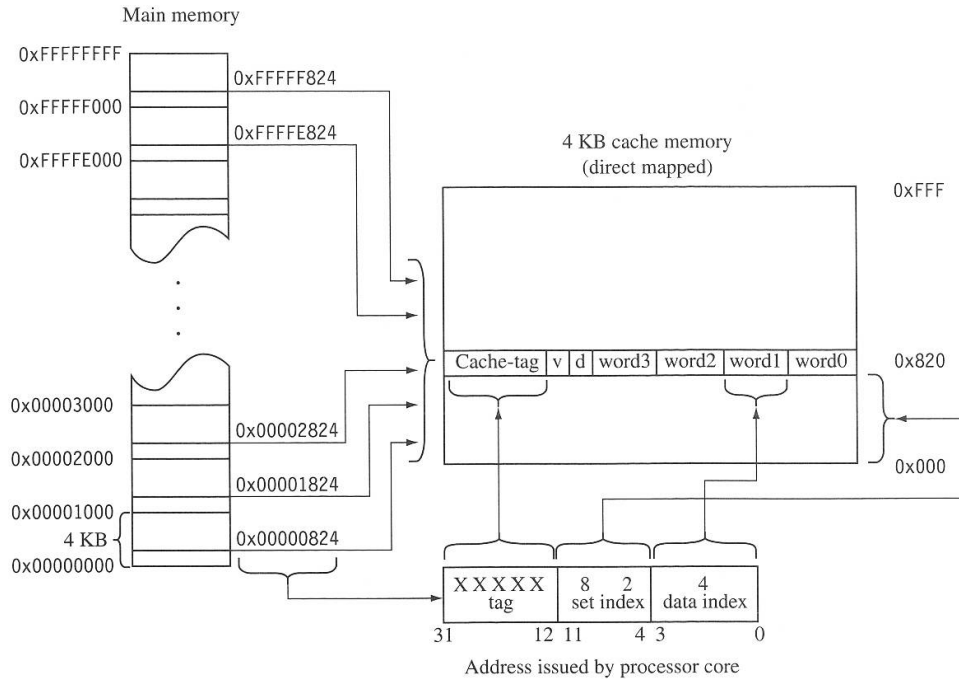 Main memory
0xFFFFFFFF
0xFFFFF824
0xFFFFF000
0xFFFFE824
0xFFFFE000
4 KB cache memory
(direct mapped)
0xFFF
Cache-tag v d word3 word2 word1 word0
0x820
0x00003000
0x00002824
0x00002000
0x000
0x00001824
0x00001000
4 KB
0x00000824
0x00000000
X X X X X 8 2 4
tag set index data index
31 12 11 4 3 0
Address issued by processor core